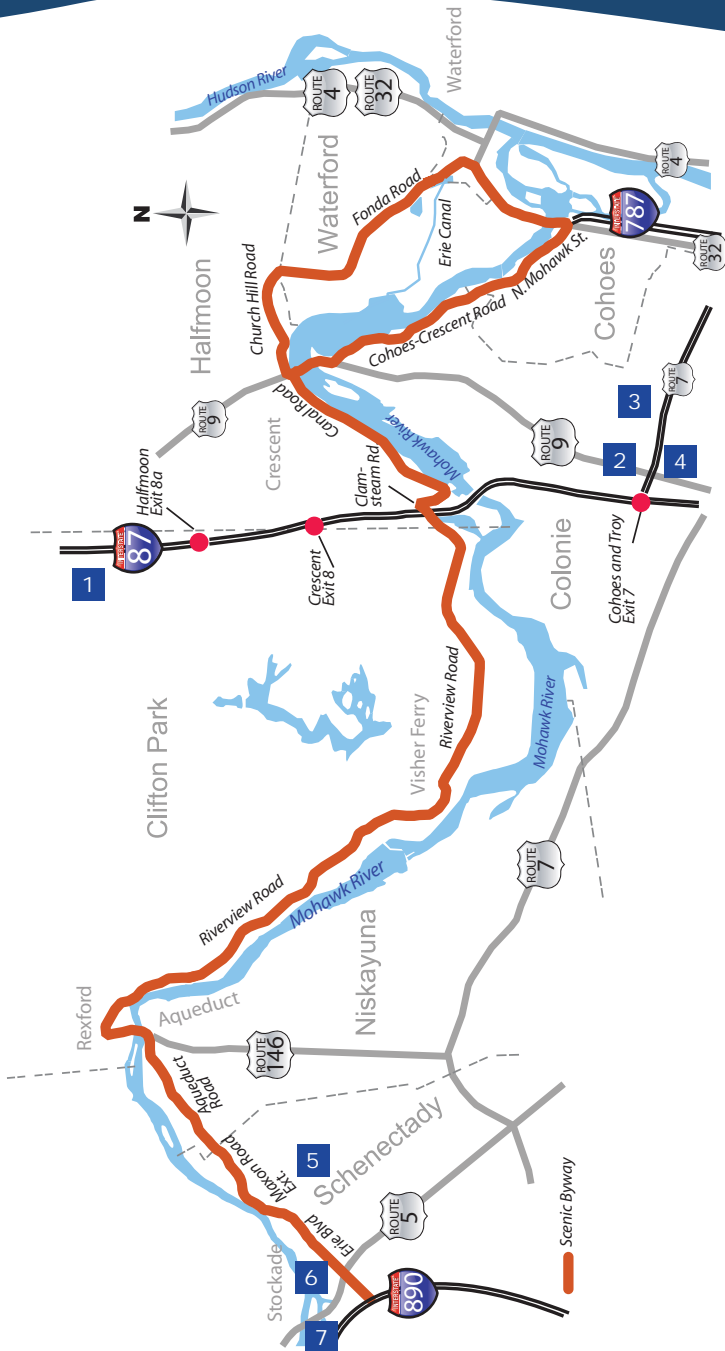 Hudson River
ROUTE
4
ROUTE
32
Waterford
N
Waterford
Fonda Road
Halfmoon
Church Hill Road
Erie Canal
INTERSTATE
787
ROUTE
4
ROUTE
32
N. Mohawk St.
Cohoes-Crescent Road
Cohoes
ROUTE
9
Canal Road
Crescent
Mohawk River
ROUTE
9
3
ROUTE
7
2
4
Halfmoon
Exit 8a
Clam-
steam Rd
INTERSTATE
87
1
Crescent
Exit 8
Colonie
Cohoes and Troy
Exit 7
Clifton Park
Visher Ferry
Riverview Road
Mohawk River
Riverview Road
Mohawk River
ROUTE
7
Rexford
Aqueduct
Niskayuna
ROUTE
146
Aqueduct
Road
Maxon Road
Ext.
5
Schenectady
Erie Blvd
ROUTE
5
Stockade
6
7
INTERSTATE
890
Scenic Byway